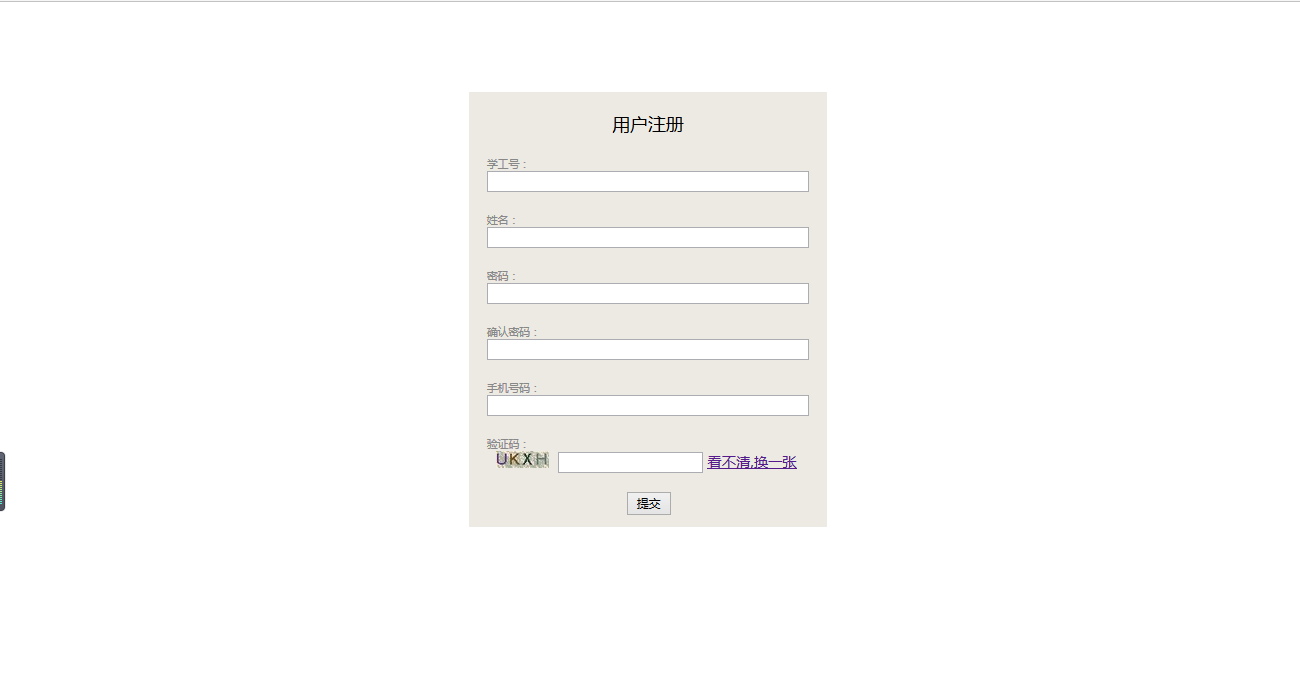 用户注册
学工号：
姓名：
密码：
确认密码：
手机号码：
验证码：
UKXH 看不清,换一张
提交